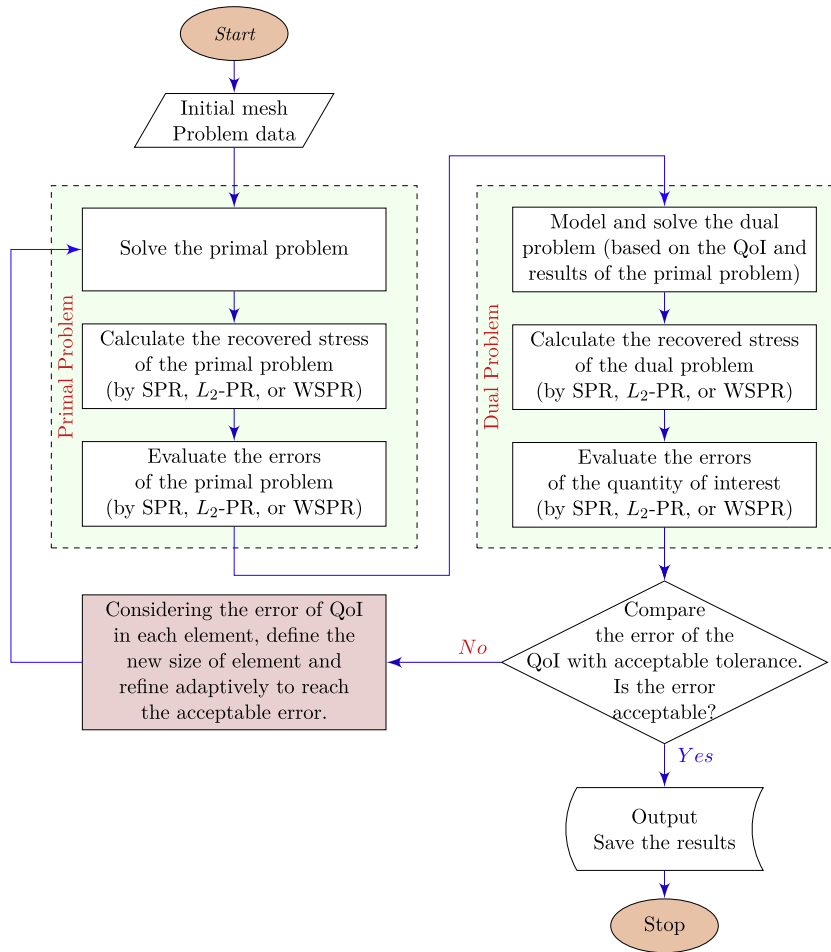 Start
Initial mesh
Problem data
Primal Problem
Solve the primal problem
Calculate the recovered stress
of the primal problem
(by SPR, L₂-PR, or WSPR)
Evaluate the errors
of the primal problem
(by SPR, L₂-PR, or WSPR)
Dual Problem
Model and solve the dual
problem (based on the QoI and
results of the primal problem)
Calculate the recovered stress
of the dual problem
(by SPR, L₂-PR, or WSPR)
Evaluate the errors
of the quantity of interest
(by SPR, L₂-PR, or WSPR)
Compare
the error of the
QoI with acceptable tolerance.
Is the error
acceptable?
No
Considering the error of QoI
in each element, define the
new size of element and
refine adaptively to reach
the acceptable error.
Yes
Output
Save the results
Stop